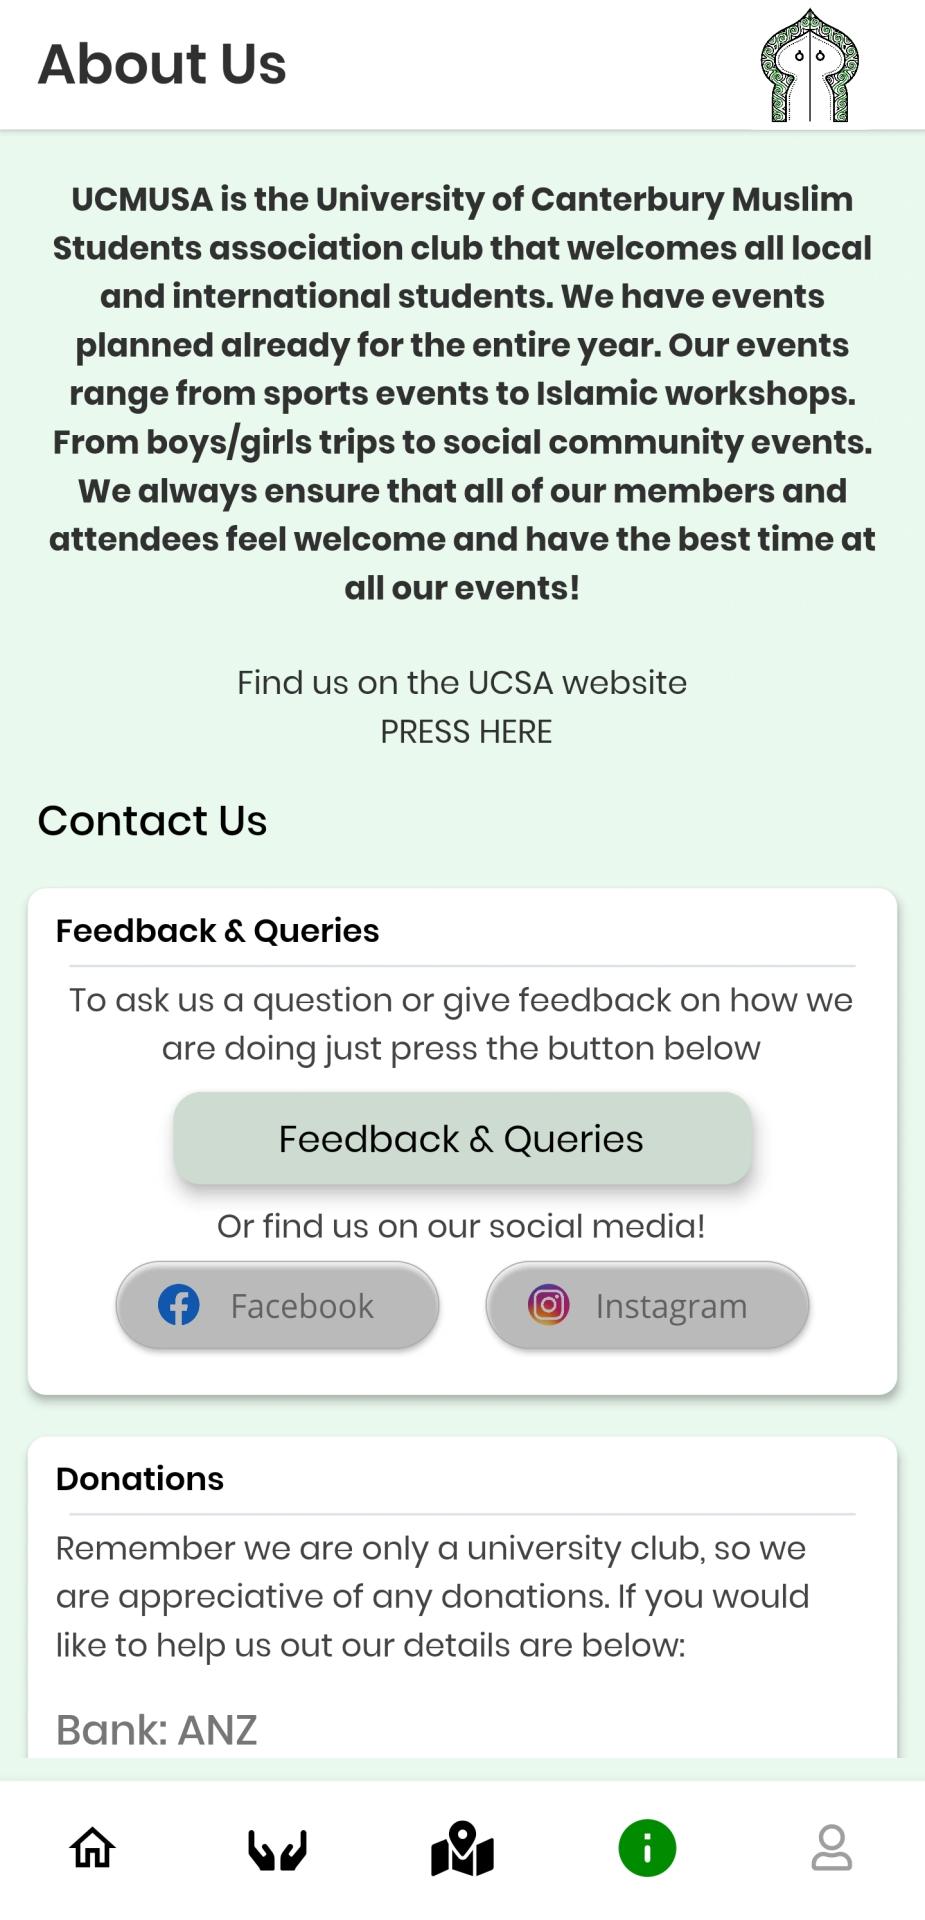 About Us
UCMUSA is the University of Canterbury Muslim
Students association club that welcomes all local
and international students. We have events
planned already for the entire year. Our events
range from sports events to Islamic workshops.
From boys/girls trips to social community events.
We always ensure that all of our members and
attendees feel welcome and have the best time at
all our events!
Find us on the UCSA website
PRESS HERE
Contact Us
Feedback & Queries
To ask us a question or give feedback on how we
are doing just press the button below
Feedback & Queries
Or find us on our social media!
Facebook
Instagram
Donations
Remember we are only a university club, so we
are appreciative of any donations. If you would
like to help us out our details are below:
Bank: ANZ